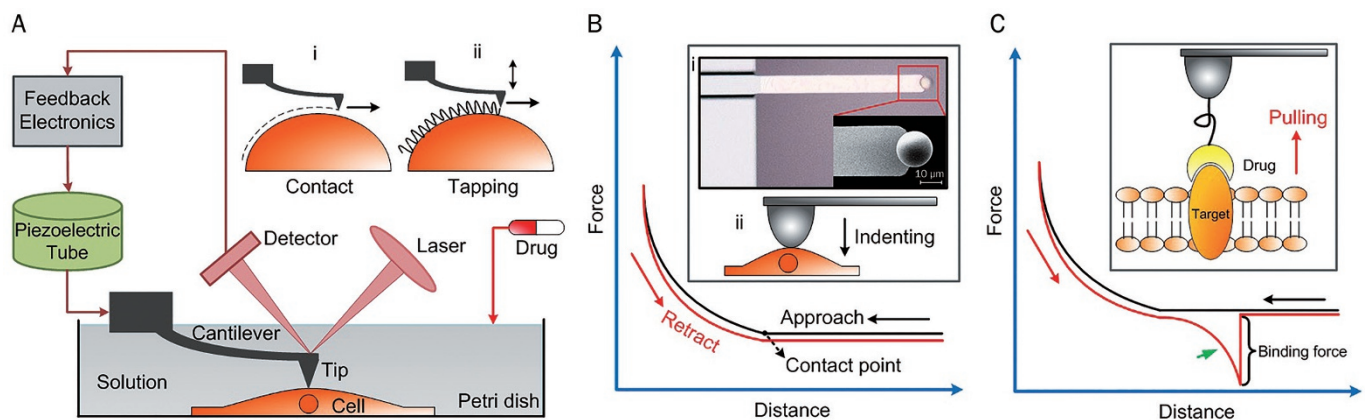 A
Feedback
Electronics
Piezoelectric
Tube
i
Contact
ii
Tapping
Detector
Laser
Drug
Cantilever
Tip
Solution
Cell
Petri dish
B
Force
i
10 μm
ii
Indenting
Approach
Retract
Contact point
Distance
C
Force
Pulling
Drug
Target
Binding force
Distance